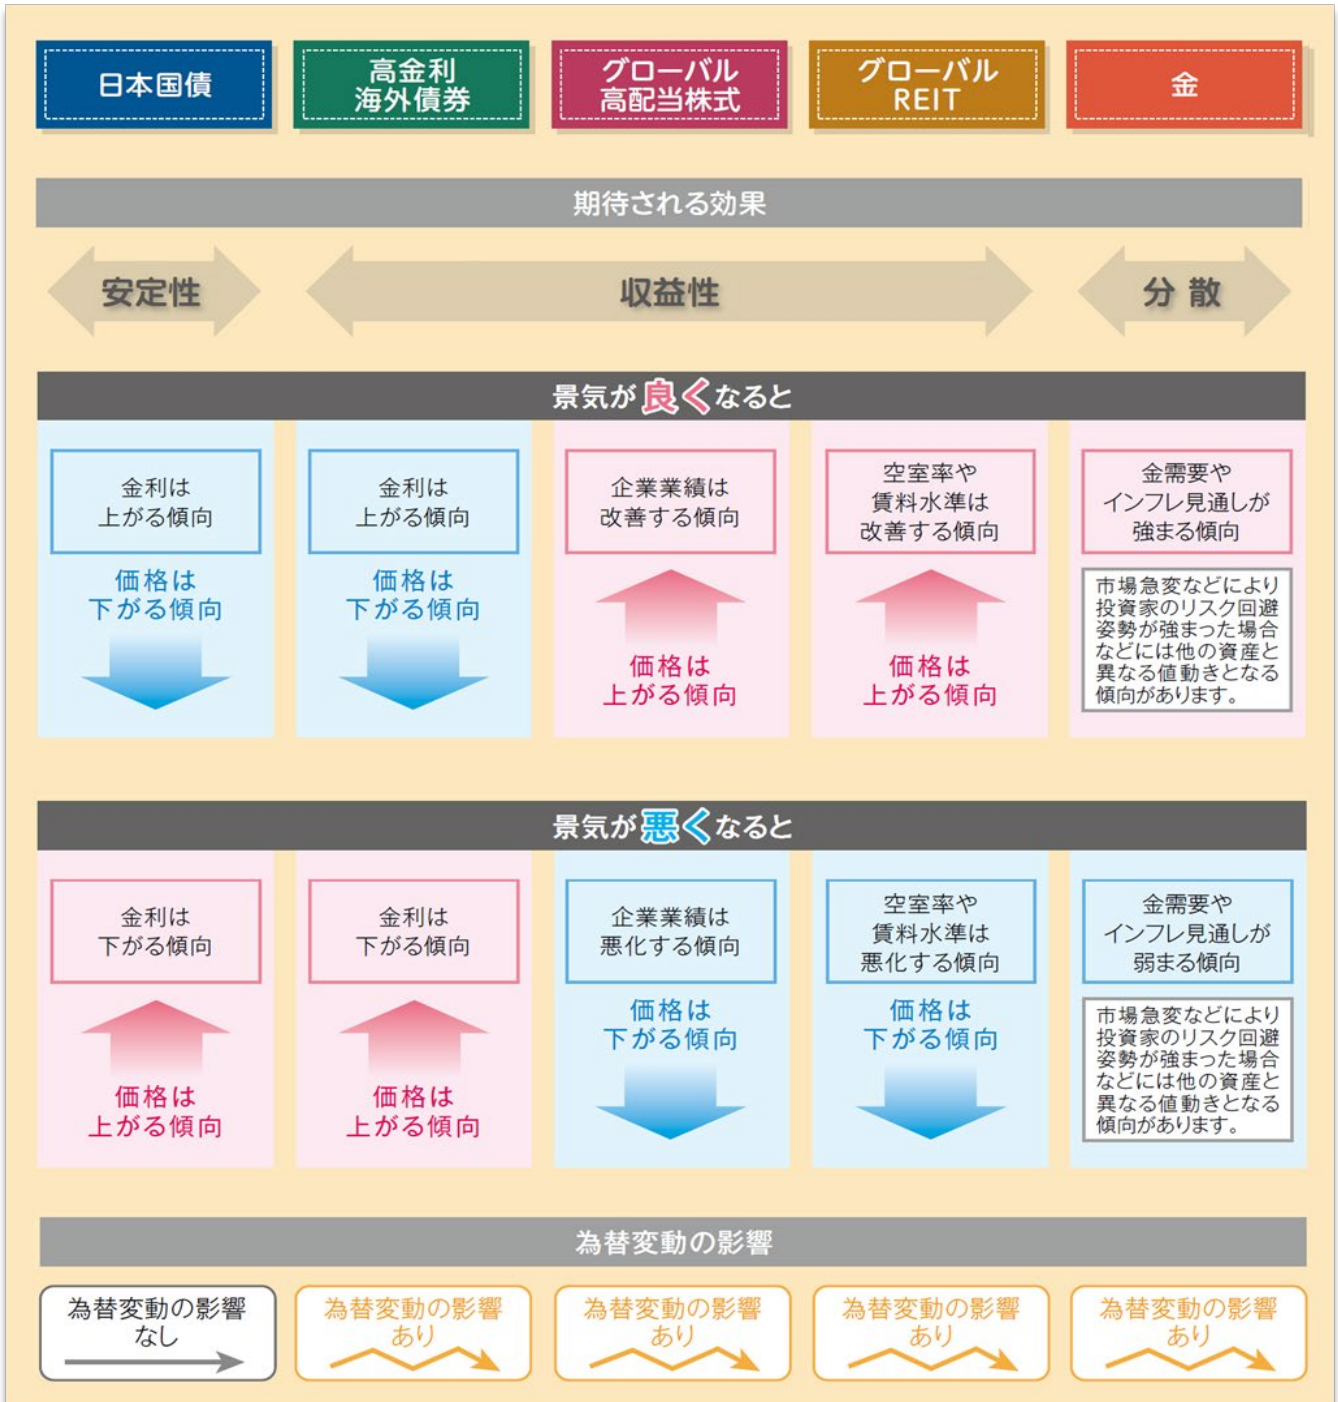 日本国債
高金利
海外債券
グローバル
高配当株式
グローバル
REIT
金
期待される効果
安定性
収益性
分 散
景気が良くなると
金利は
上がる傾向
価格は
下がる傾向
金利は
上がる傾向
価格は
下がる傾向
企業業績は
改善する傾向
価格は
上がる傾向
空室率や
賃料水準は
改善する傾向
価格は
上がる傾向
金需要や
インフレ見通しが
強まる傾向
市場急変などにより
投資家のリスク回避
姿勢が強まった場合
などには他の資産と
異なる値動きとなる
傾向があります。
景気が悪くなると
金利は
下がる傾向
価格は
上がる傾向
金利は
下がる傾向
価格は
上がる傾向
企業業績は
悪化する傾向
価格は
下がる傾向
空室率や
賃料水準は
悪化する傾向
価格は
下がる傾向
金需要や
インフレ見通しが
弱まる傾向
市場急変などにより
投資家のリスク回避
姿勢が強まった場合
などには他の資産と
異なる値動きとなる
傾向があります。
為替変動の影響
為替変動の影響
なし
為替変動の影響
あり
為替変動の影響
あり
為替変動の影響
あり
為替変動の影響
あり